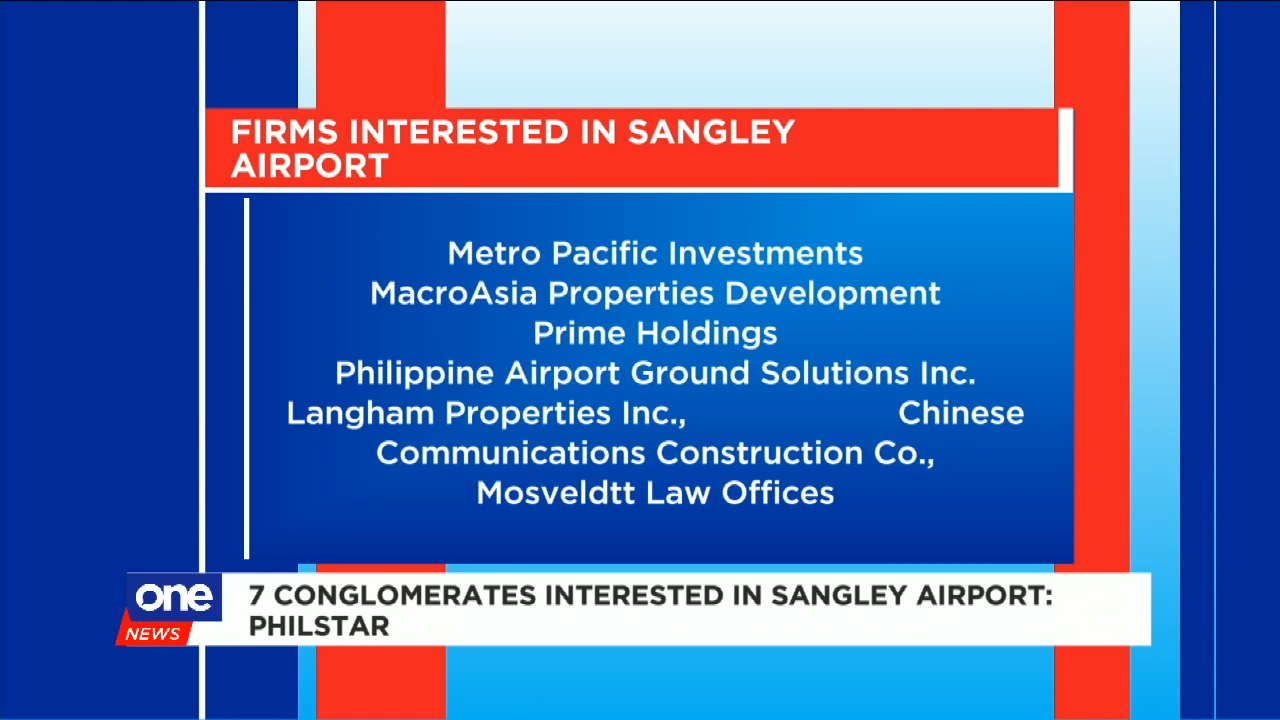 FIRMS INTERESTED IN SANGLEY
AIRPORT
Metro Pacific Investments
MacroAsia Properties Development
Prime Holdings
Philippine Airport Ground Solutions Inc.
Langham Properties Inc., Chinese
Communications Construction Co.,
Mosveldtt Law Offices
one
NEWS
7 CONGLOMERATES INTERESTED IN SANGLEY AIRPORT:
PHILSTAR